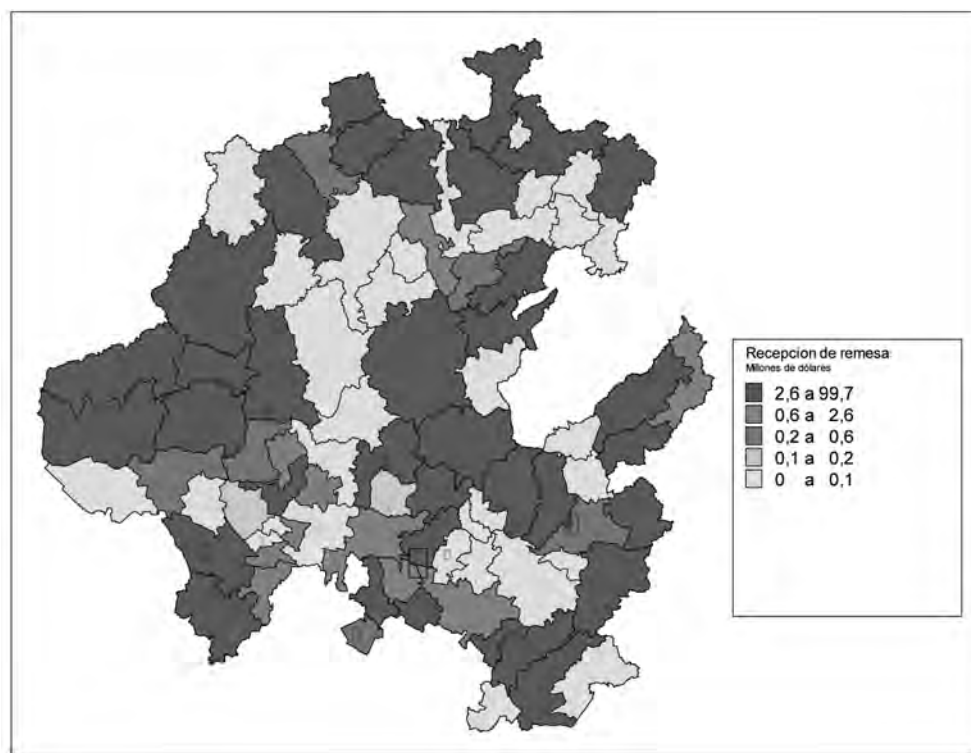 Recepcion de remesa
Millones de dólares
2,6 a 99,7
0,6 a 2,6
0,2 a 0,6
0,1 a 0,2
0 a 0,1